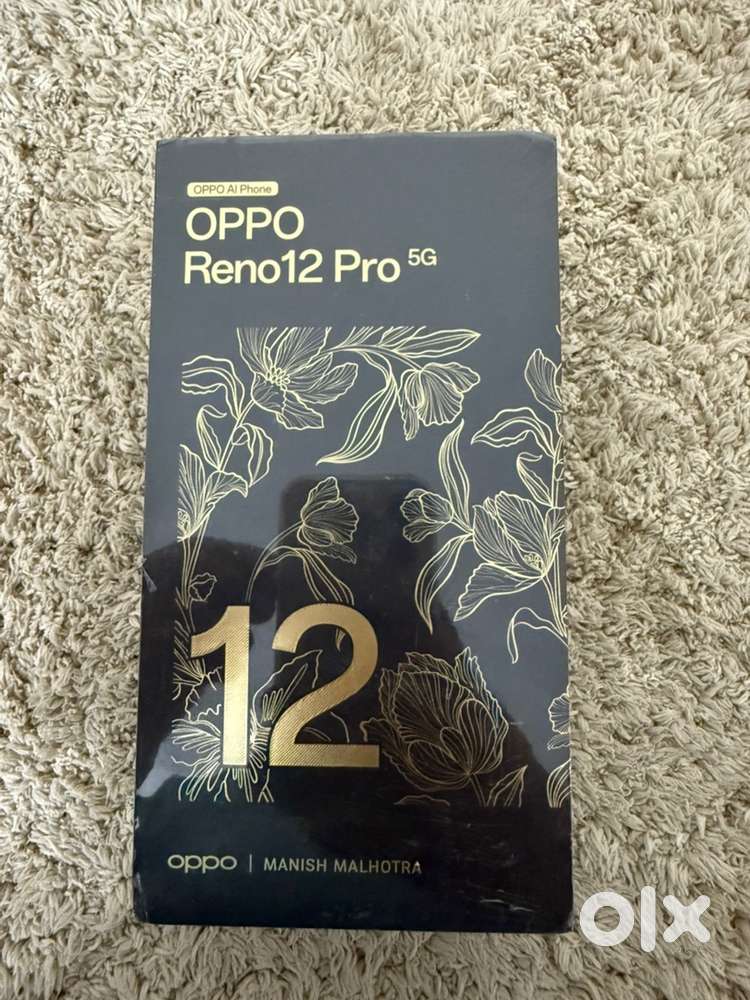 OPPO AI Phone
OPPO
Reno12 Pro 5G
12
oppo | MANISH MALHOTRA
olx